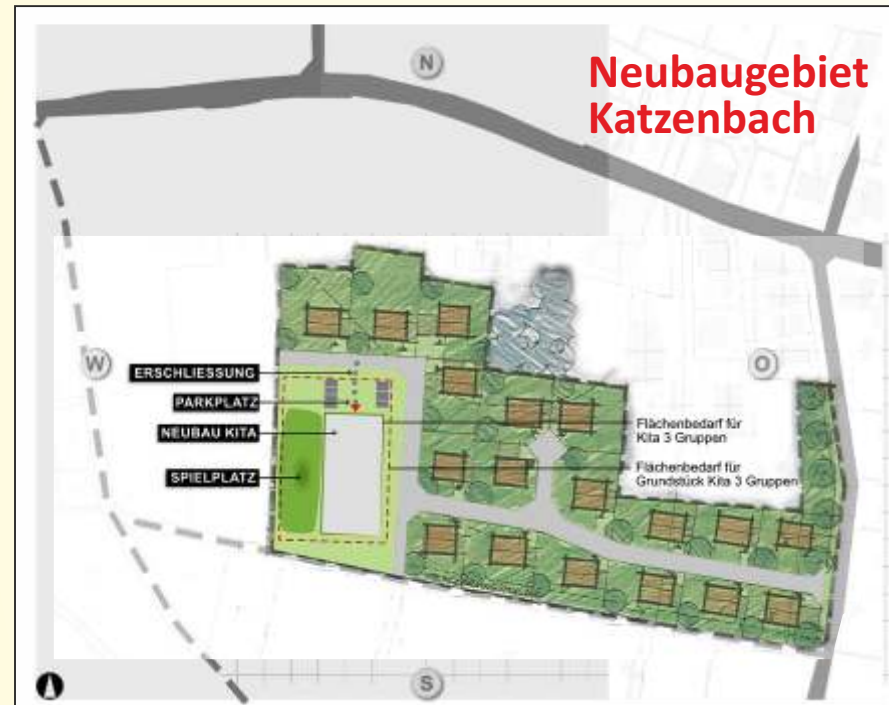 N
Neubaugebiet
Katzenbach
W
O
ERSCHLIESSUNG
PARKPLATZ
NEUBAU KITA
SPIELPLATZ
Flächenbedarf für
Kita 3 Gruppen
Flächenbedarf für
Grundstück Kita 3 Gruppen
S